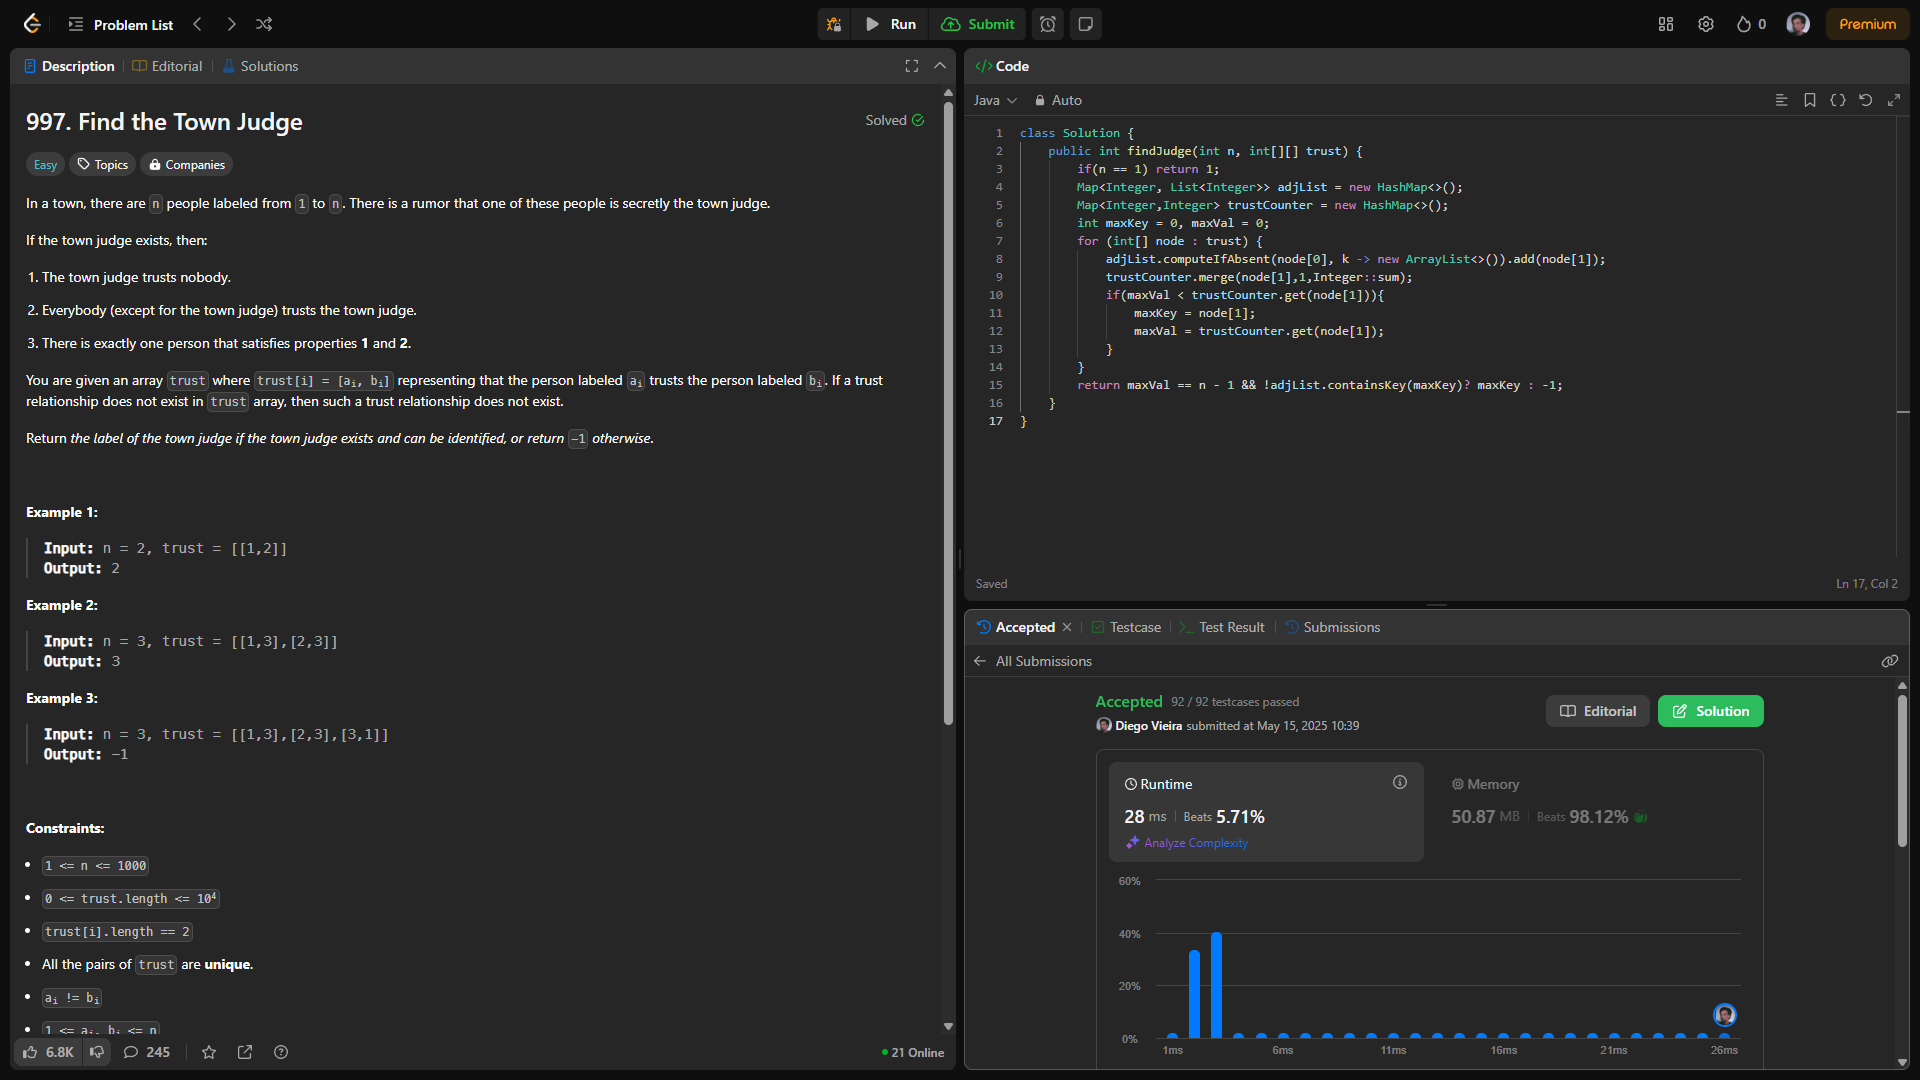 Problem List
Run
Submit
0
Premium
Description
Editorial
Solutions
997. Find the Town Judge
Solved
Easy
Topics
Companies
In a town, there are n people labeled from 1 to n. There is a rumor that one of these people is secretly the town judge.
If the town judge exists, then:
1. The town judge trusts nobody.
2. Everybody (except for the town judge) trusts the town judge.
3. There is exactly one person that satisfies properties 1 and 2.
You are given an array trust where trust[i] = [ai, bi] representing that the person labeled ai trusts the person labeled bi. If a trust
relationship does not exist in trust array, then such a trust relationship does not exist.
Return the label of the town judge if the town judge exists and can be identified, or return -1 otherwise.
Example 1:
Input: n = 2, trust = [[1,2]]
Output: 2
Example 2:
Input: n = 3, trust = [[1,3],[2,3]]
Output: 3
Example 3:
Input: n = 3, trust = [[1,3],[2,3],[3,1]]
Output: -1
Constraints:
1 <= n <= 1000
0 <= trust.length <= 10⁴
trust[i].length == 2
All the pairs of trust are unique.
ai != bi
1 <= ai, bi <= n
6.8K
245
21 Online
</> Code
Java
Auto
1 class Solution {
2 public int findJudge(int n, int[][] trust) {
3 if(n == 1) return 1;
4 Map<Integer, List<Integer>> adjList = new HashMap<>();
5 Map<Integer,Integer> trustCounter = new HashMap<>();
6 int maxKey = 0, maxVal = 0;
7 for (int[] node : trust) {
8 adjList.computeIfAbsent(node[0], k -> new ArrayList<>()).add(node[1]);
9 trustCounter.merge(node[1],1,Integer::sum);
10 if(maxVal < trustCounter.get(node[1])){
11 maxKey = node[1];
12 maxVal = trustCounter.get(node[1]);
13 }
14 }
15 return maxVal == n - 1 && !adjList.containsKey(maxKey)? maxKey : -1;
16 }
17 }
Saved
Ln 17, Col 2
Accepted
Testcase
Test Result
Submissions
All Submissions
Accepted 92 / 92 testcases passed
Diego Vieira submitted at May 15, 2025 10:39
Editorial
Solution
Runtime
28 ms Beats 5.71%
Analyze Complexity
Memory
50.87 MB Beats 98.12%
60%
40%
20%
0%
1ms
6ms
11ms
16ms
21ms
26ms